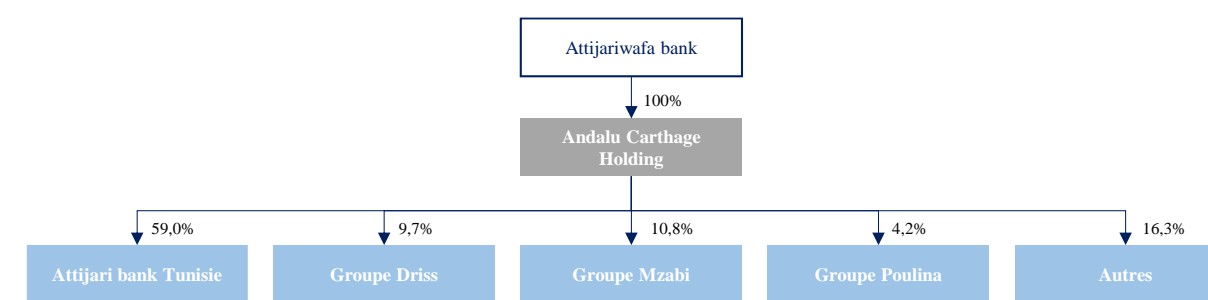 Attijariwafa bank
100%
Andalu Carthage
Holding
59,0%
9,7%
10,8%
4,2%
16,3%
Attijari bank Tunisie
Groupe Driss
Groupe Mzabi
Groupe Poulina
Autres